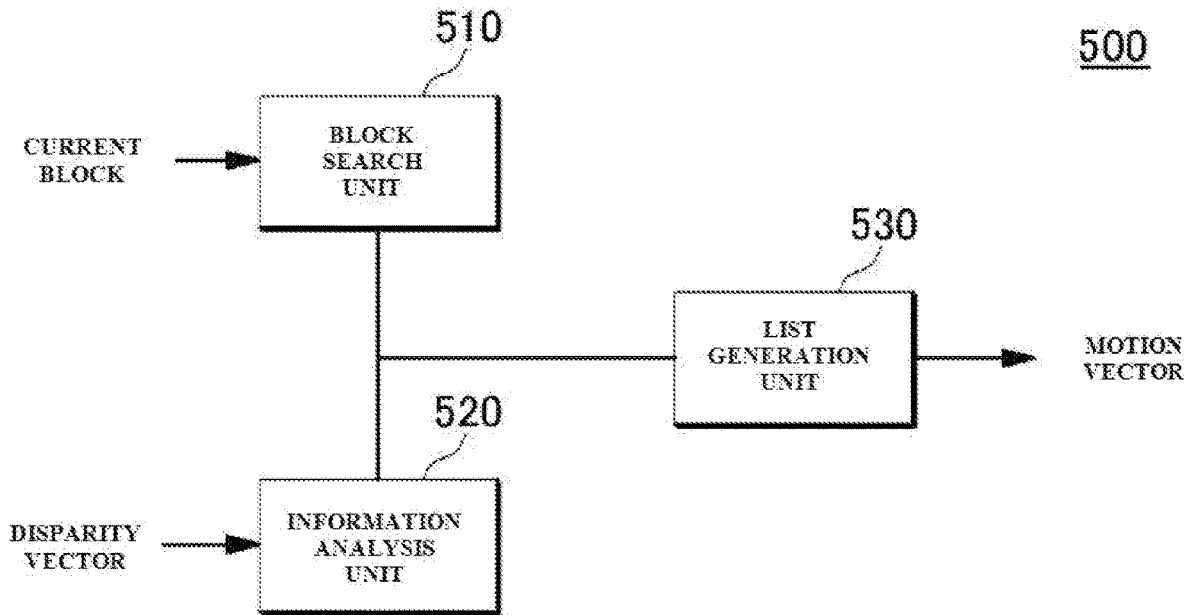 510
500
CURRENT
BLOCK
BLOCK
SEARCH
UNIT
530
LIST
GENERATION
UNIT
MOTION
VECTOR
520
DISPARITY
VECTOR
INFORMATION
ANALYSIS
UNIT